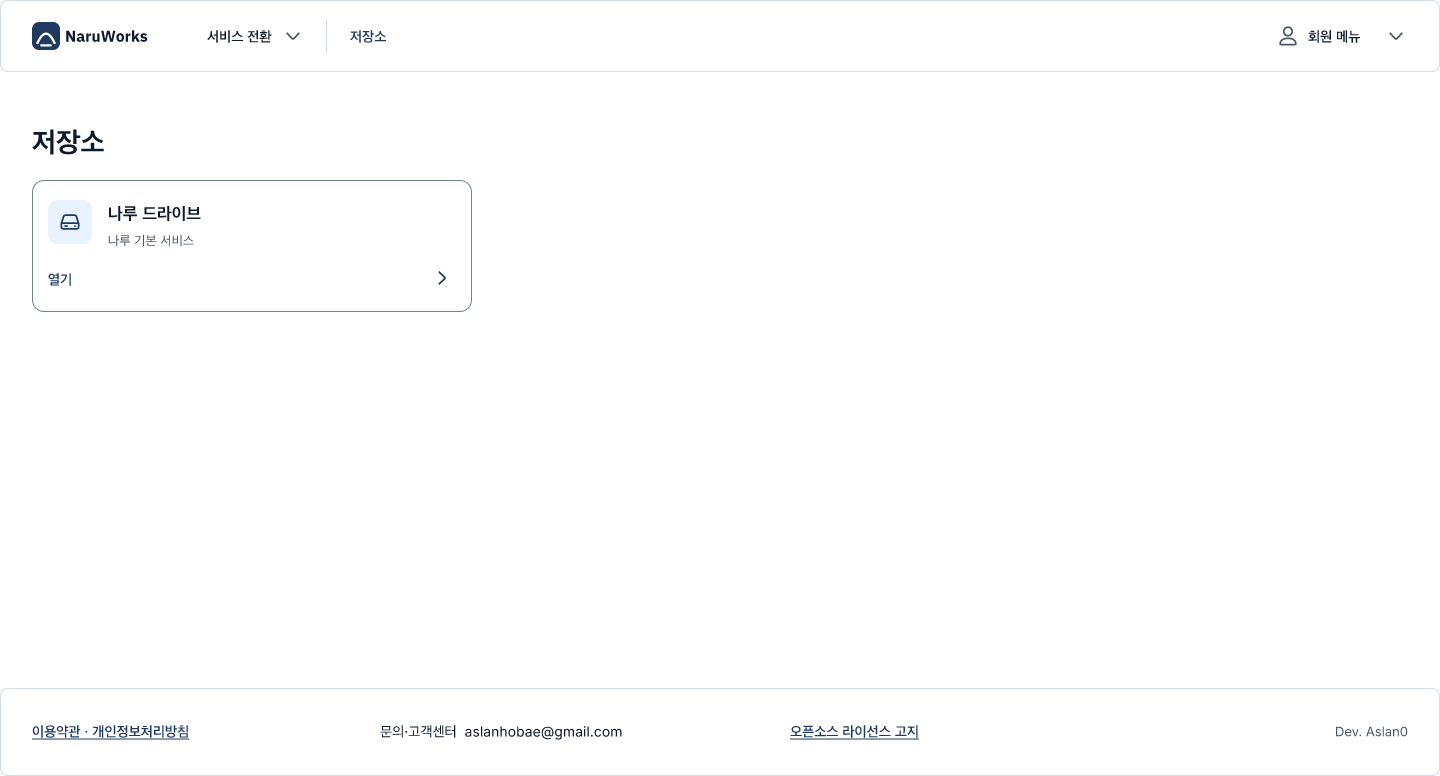 NaruWorks 서비스 전환 저장소 회원 메뉴
저장소
나루 드라이브
나루 기본 서비스
열기
이용약관 · 개인정보처리방침 문의·고객센터 aslanhobae@gmail.com 오픈소스 라이선스 고지 Dev. Aslan0